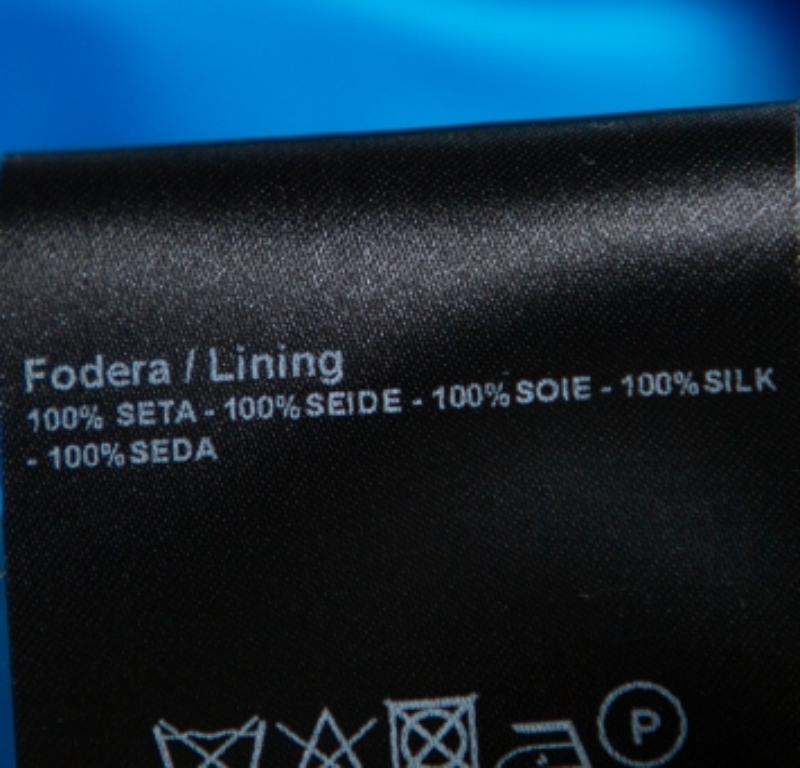 Fodera / Lining
100% SETA - 100% SEIDE - 100% SOIE - 100% SILK
- 100% SEDA
P